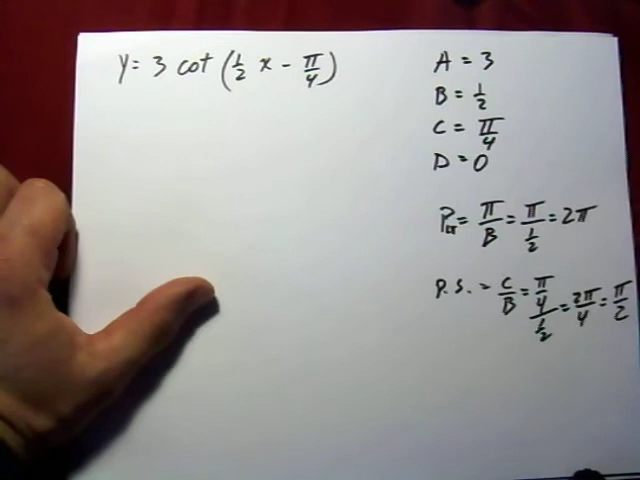 y = 3 cot (1/2 x - π/4)
A = 3
B = 1/2
C = π/4
D = 0
Per = π/B = π/(1/2) = 2π
P.S. = C/B = (π/4)/(1/2) = 2π/4 = π/2